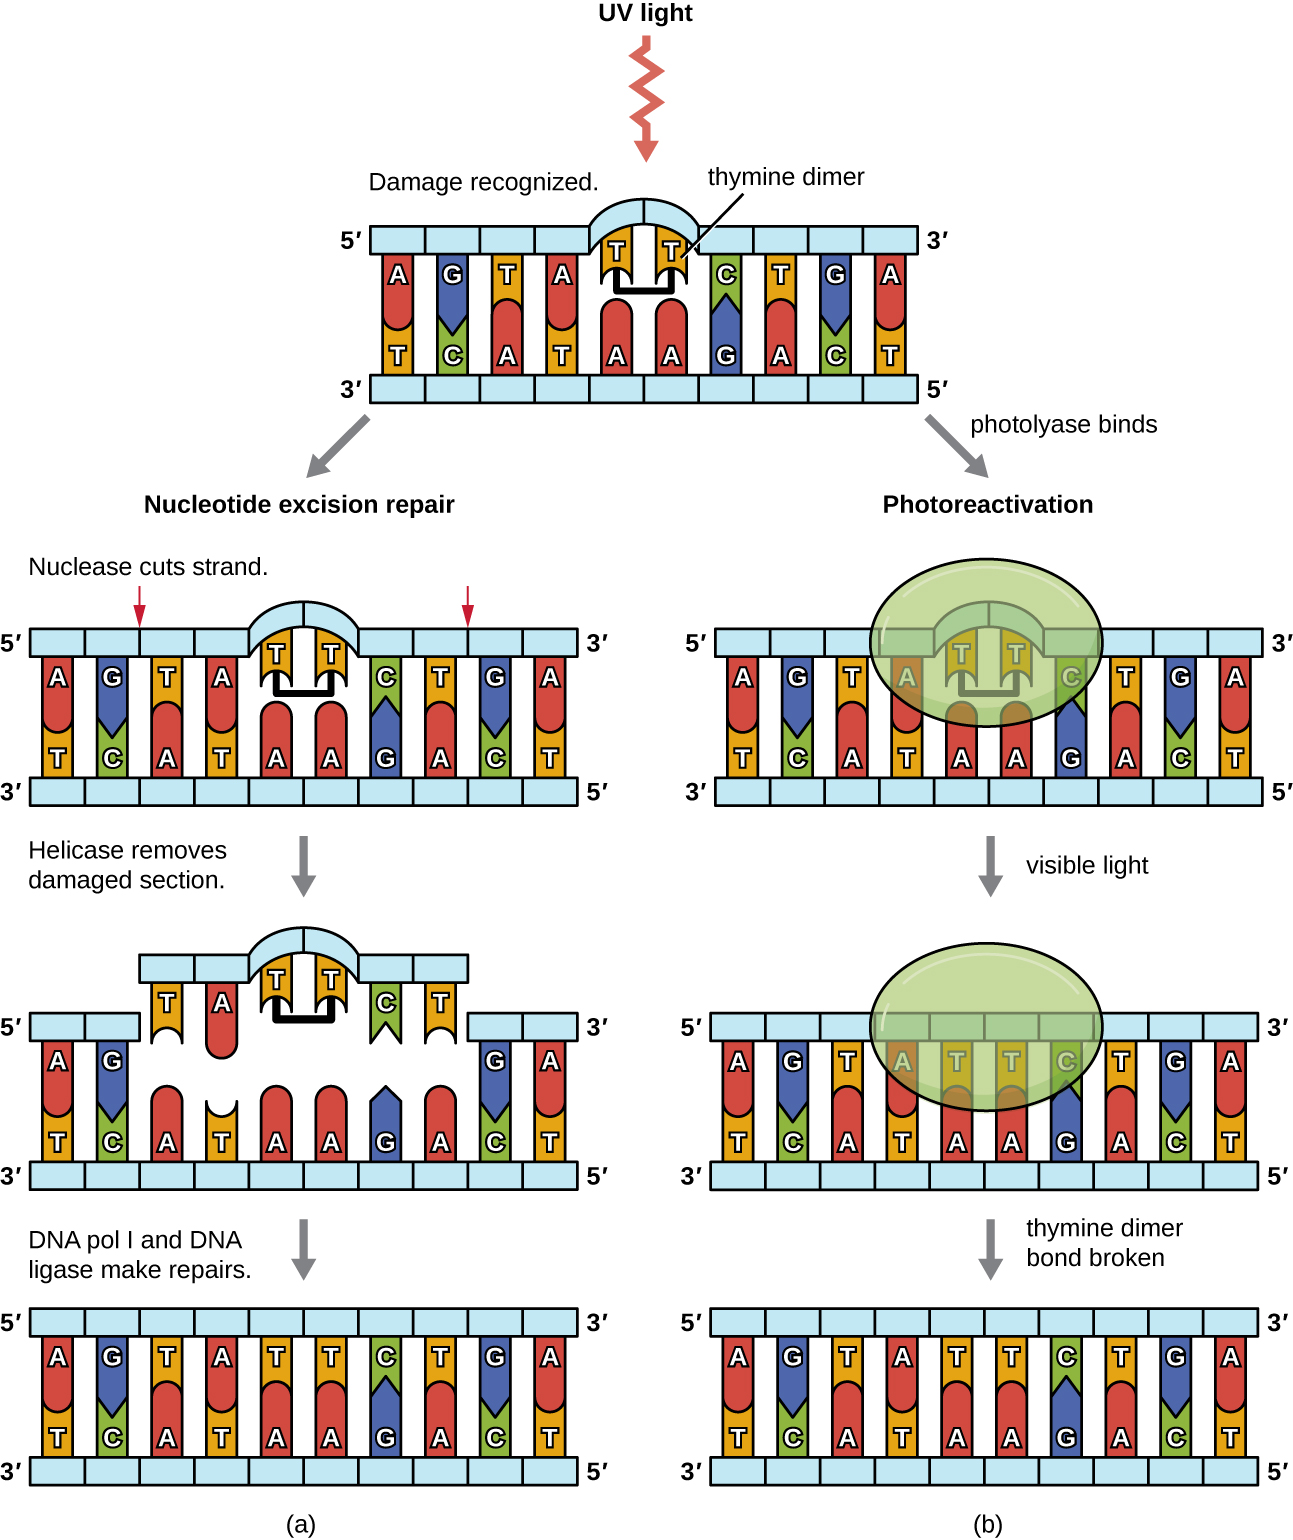 UV light
Damage recognized.
thymine dimer
5′ 3′
A G T A T T C T G A
T C A T A A G A C T
3′ 5′
photolyase binds
Nucleotide excision repair
Nuclease cuts strand.
5′ 3′
A G T A T T C T G A
T C A T A A G A C T
3′ 5′
Helicase removes
damaged section.
T A T T C T
5′ 3′
A G G A
T C A T A A G A C T
3′ 5′
DNA pol I and DNA
ligase make repairs.
5′ 3′
A G T A T T C T G A
T C A T A A G A C T
3′ 5′
(a)
Photoreactivation
5′ 3′
A G T A T T C T G A
T C A T A A G A C T
3′ 5′
visible light
5′ 3′
A G T A T T C T G A
T C A T A A G A C T
3′ 5′
thymine dimer
bond broken
5′ 3′
A G T A T T C T G A
T C A T A A G A C T
3′ 5′
(b)